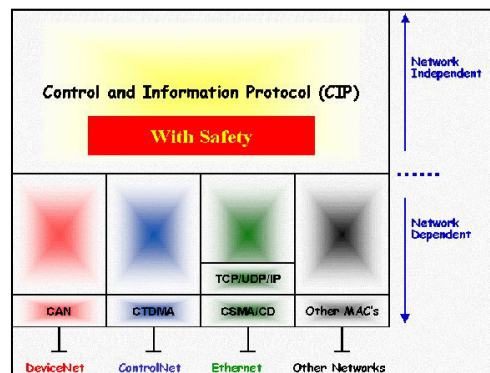 Control and Information Protocol (CIP)
With Safety
Network
Independent
Network
Dependent
TCP/UDP/IP
CAN
CTDMA
CSMA/CD
Other MAC's
DeviceNet
ControlNet
Ethernet
Other Networks